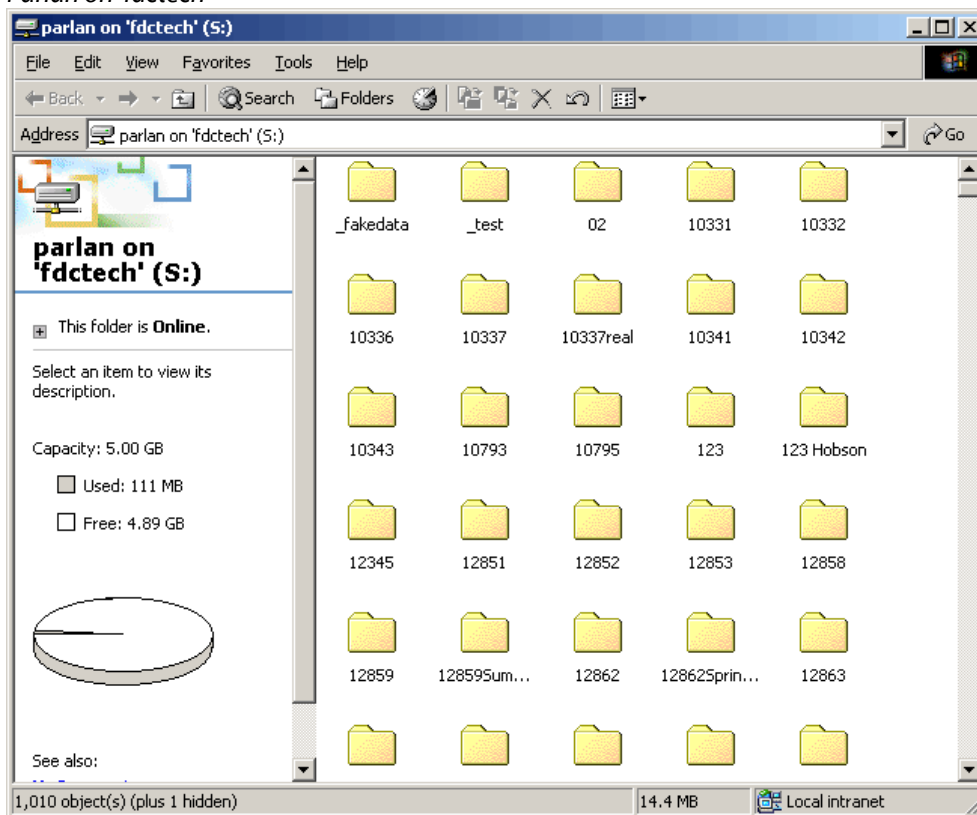 parlan on 'fdctech' (S:)
File Edit View Favorites Tools Help
Back Search Folders
Address parlan on 'fdctech' (S:) Go
parlan on
'fdctech' (S:)
This folder is Online.
Select an item to view its
description.
Capacity: 5.00 GB
Used: 111 MB
Free: 4.89 GB
See also:
_fakedata _test 02 10331 10332
10336 10337 10337real 10341 10342
10343 10793 10795 123 123 Hobson
12345 12851 12852 12853 12858
12859 12859Sum... 12862 12862Sprin... 12863
1,010 object(s) (plus 1 hidden) 14.4 MB Local intranet